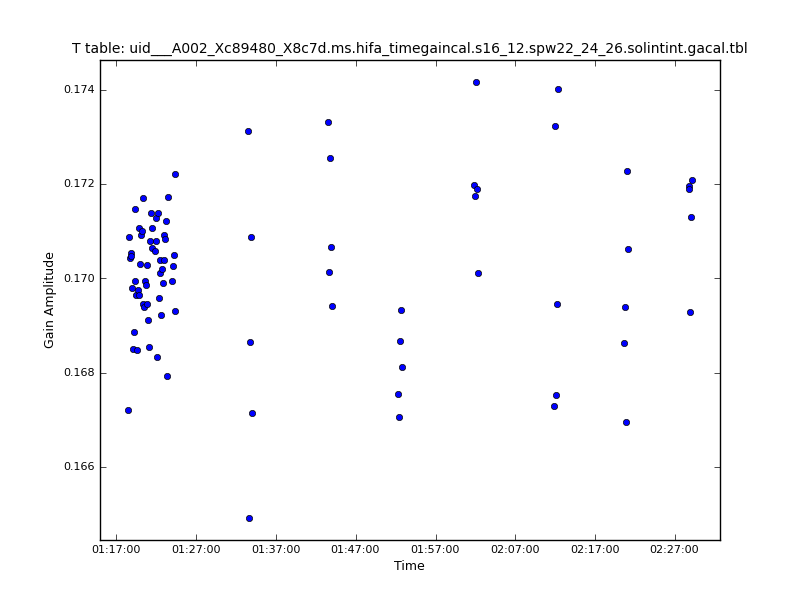 T table: uid___A002_Xc89480_X8c7d.ms.hifa_timegaincal.s16_12.spw22_24_26.solintint.gacal.tbl
0.174
0.172
0.170
0.168
0.166
Gain Amplitude
01:17:00 01:27:00 01:37:00 01:47:00 01:57:00 02:07:00 02:17:00 02:27:00
Time